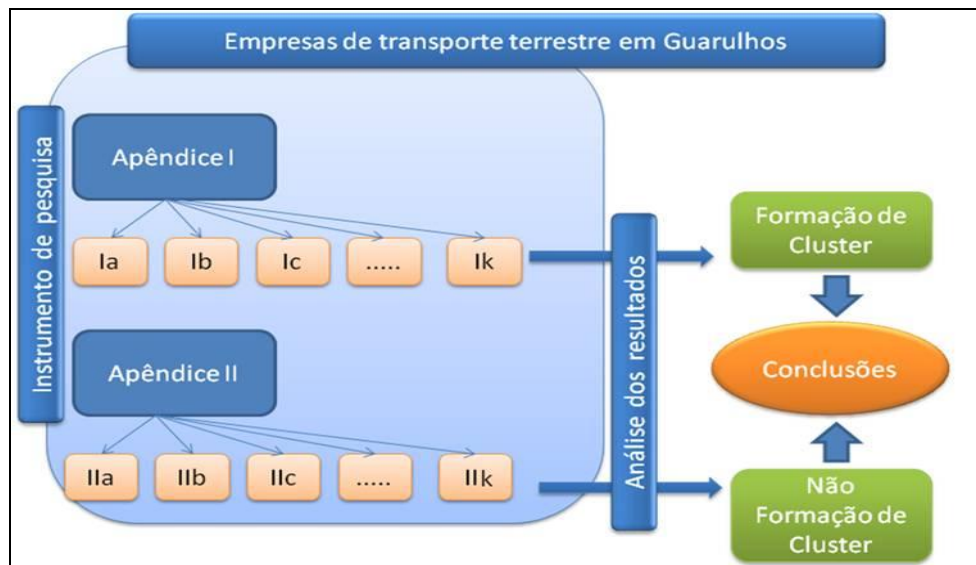 Empresas de transporte terrestre em Guarulhos
Instrumento de pesquisa
Apêndice I
Ia
Ib
Ic
.....
Ik
Apêndice II
IIa
IIb
IIc
.....
IIk
Análise dos resultados
Formação de
Cluster
Conclusões
Não
Formação de
Cluster